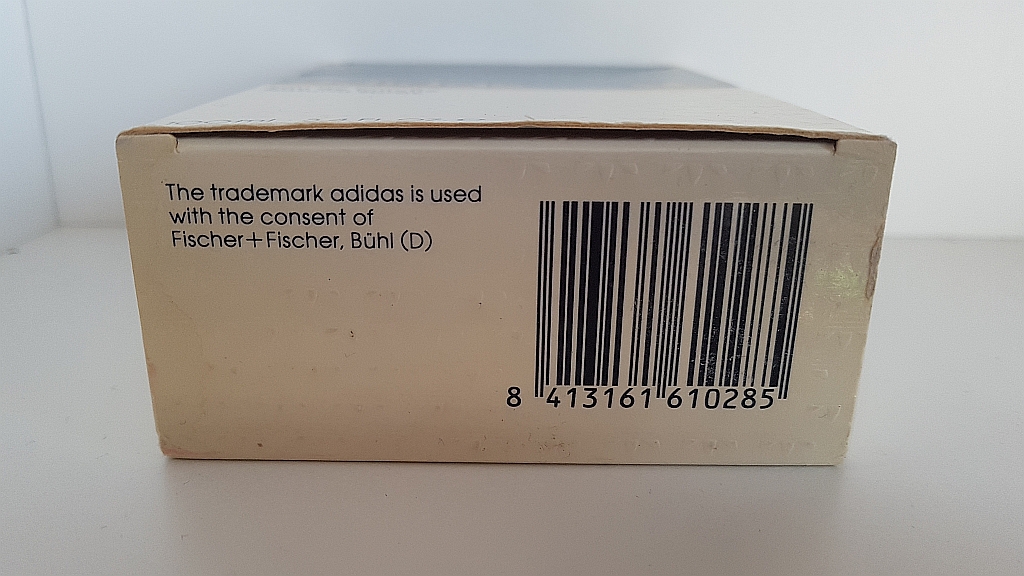 The trademark adidas is used
with the consent of
Fischer+Fischer, Bühl (D)
8 413161 610285